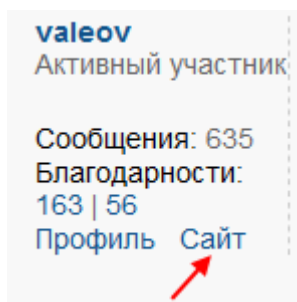 valeov
Активный участник
Сообщения: 635
Благодарности:
163 | 56
Профиль Сайт